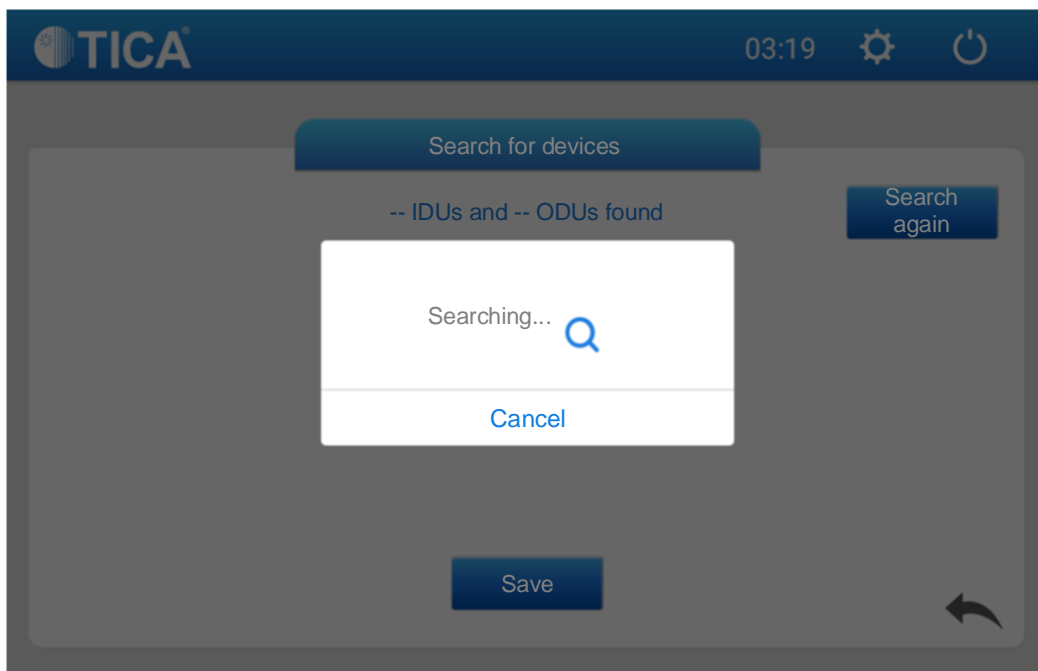 TICA®
03:19
Search for devices
-- IDUs and -- ODUs found
Search
again
Searching...
Cancel
Save